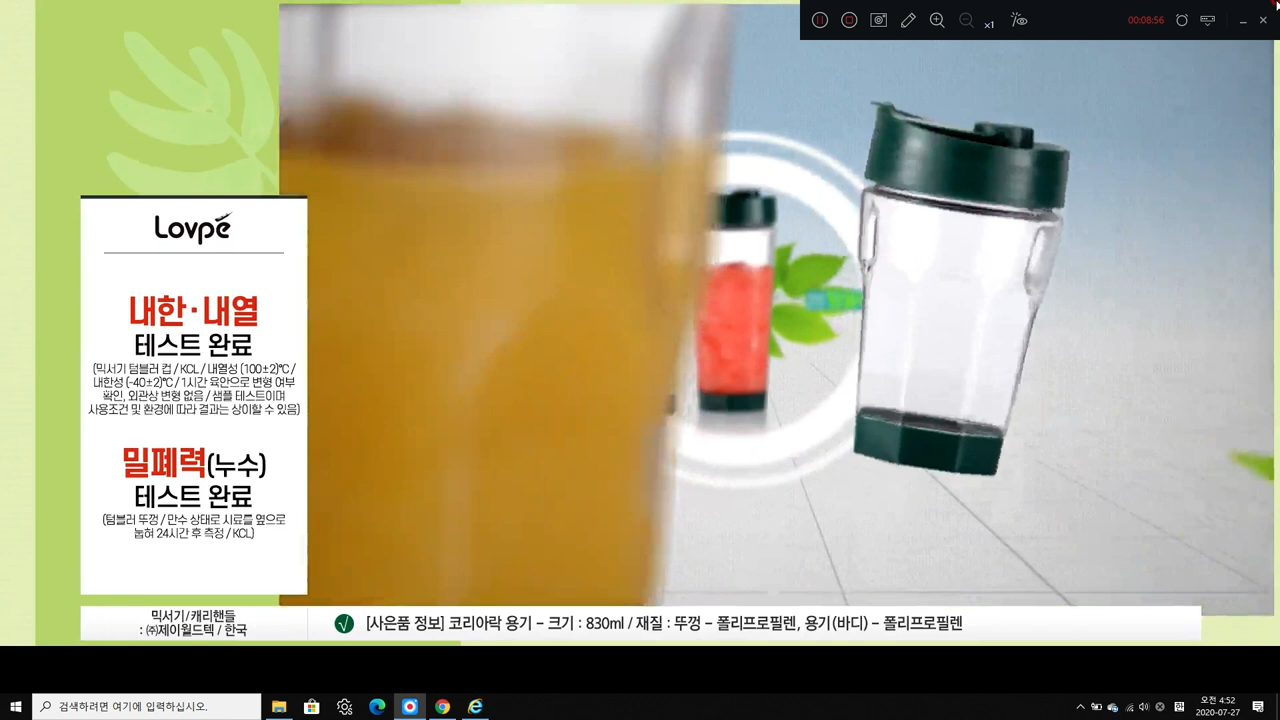 00:08:56
x1
Lovpé
내한·내열
테스트 완료
(믹서기 텀블러 컵 / KCL / 내열성 (100±2)℃ /
내한성 (-40±2)℃ / 1시간 육안으로 변형 여부
확인, 외관상 변형 없음 / 샘플 테스트이며
사용조건 및 환경에 따라 결과는 상이할 수 있음)
밀폐력(누수)
테스트 완료
(텀블러 뚜껑 / 만수 상태로 시료를 옆으로
눕혀 24시간 후 측정 / KCL)
믹서기/캐리핸들
: ㈜제이월드텍 / 한국
[사은품 정보] 코리아락 용기 – 크기 : 830ml / 재질 : 뚜껑 – 폴리프로필렌, 용기(바디) – 폴리프로필렌
검색하려면 여기에 입력하십시오.
오전 4:52
2020-07-27